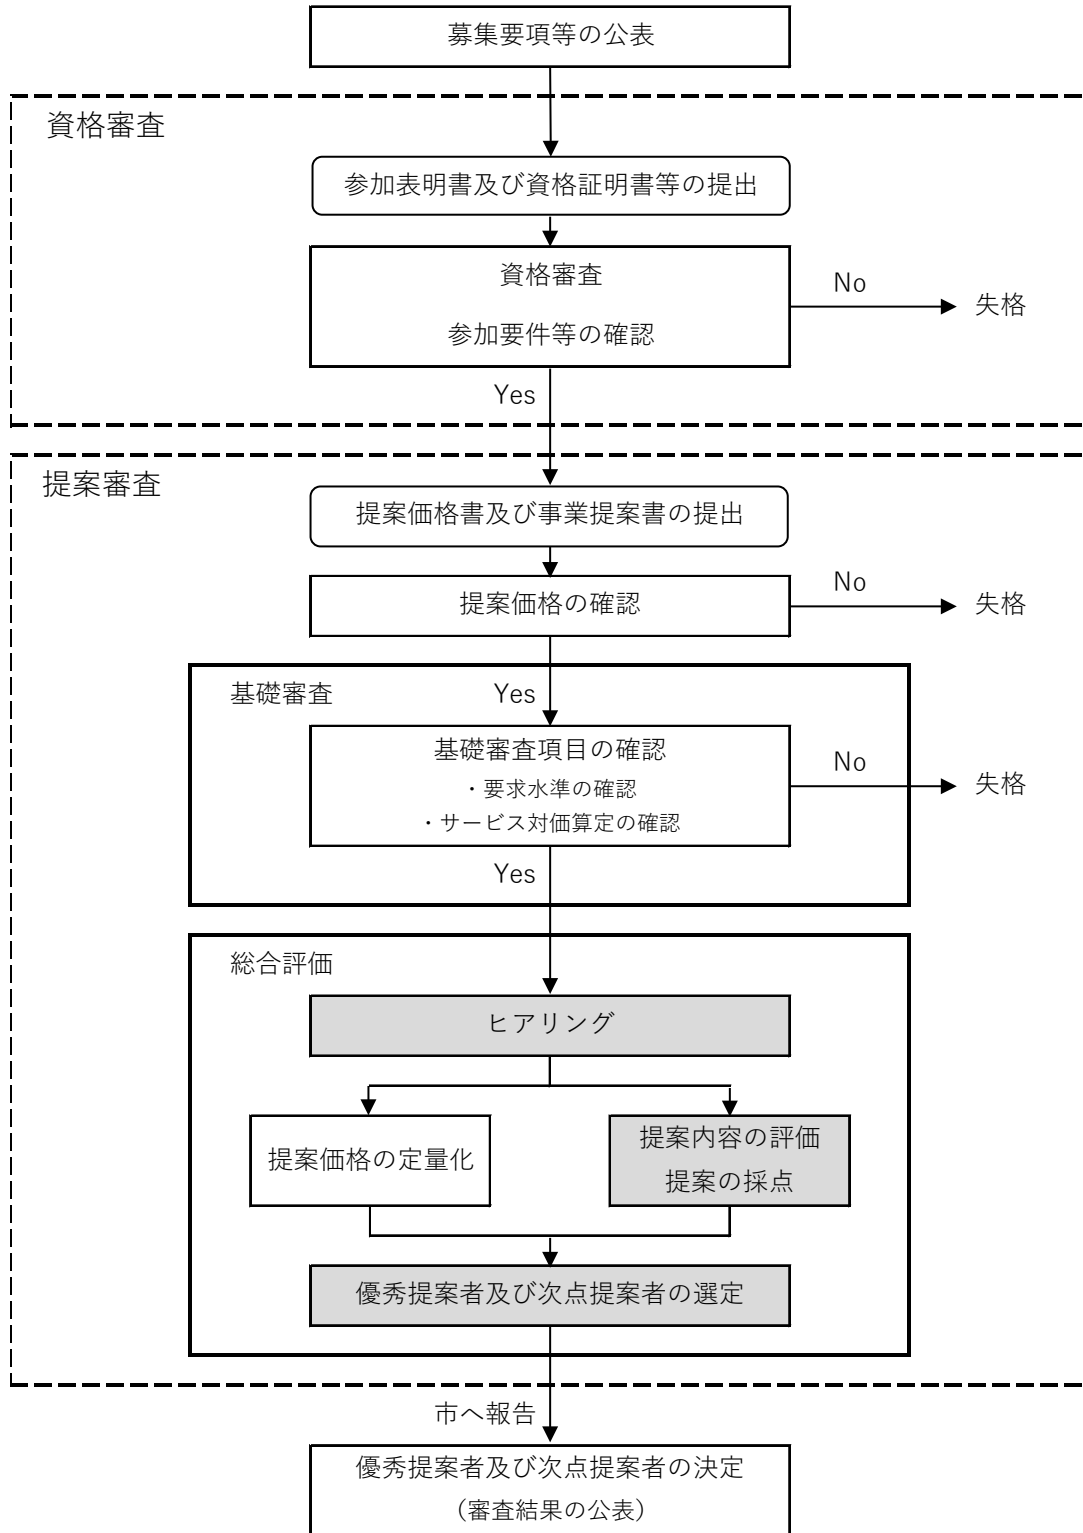 募集要項等の公表
資格審査
参加表明書及び資格証明書等の提出
資格審査
参加要件等の確認
No
失格
Yes
提案審査
提案価格書及び事業提案書の提出
提案価格の確認
No
失格
基礎審査
Yes
基礎審査項目の確認
・要求水準の確認
・サービス対価算定の確認
No
失格
Yes
総合評価
ヒアリング
提案価格の定量化
提案内容の評価
提案の採点
優秀提案者及び次点提案者の選定
市へ報告
優秀提案者及び次点提案者の決定
（審査結果の公表）